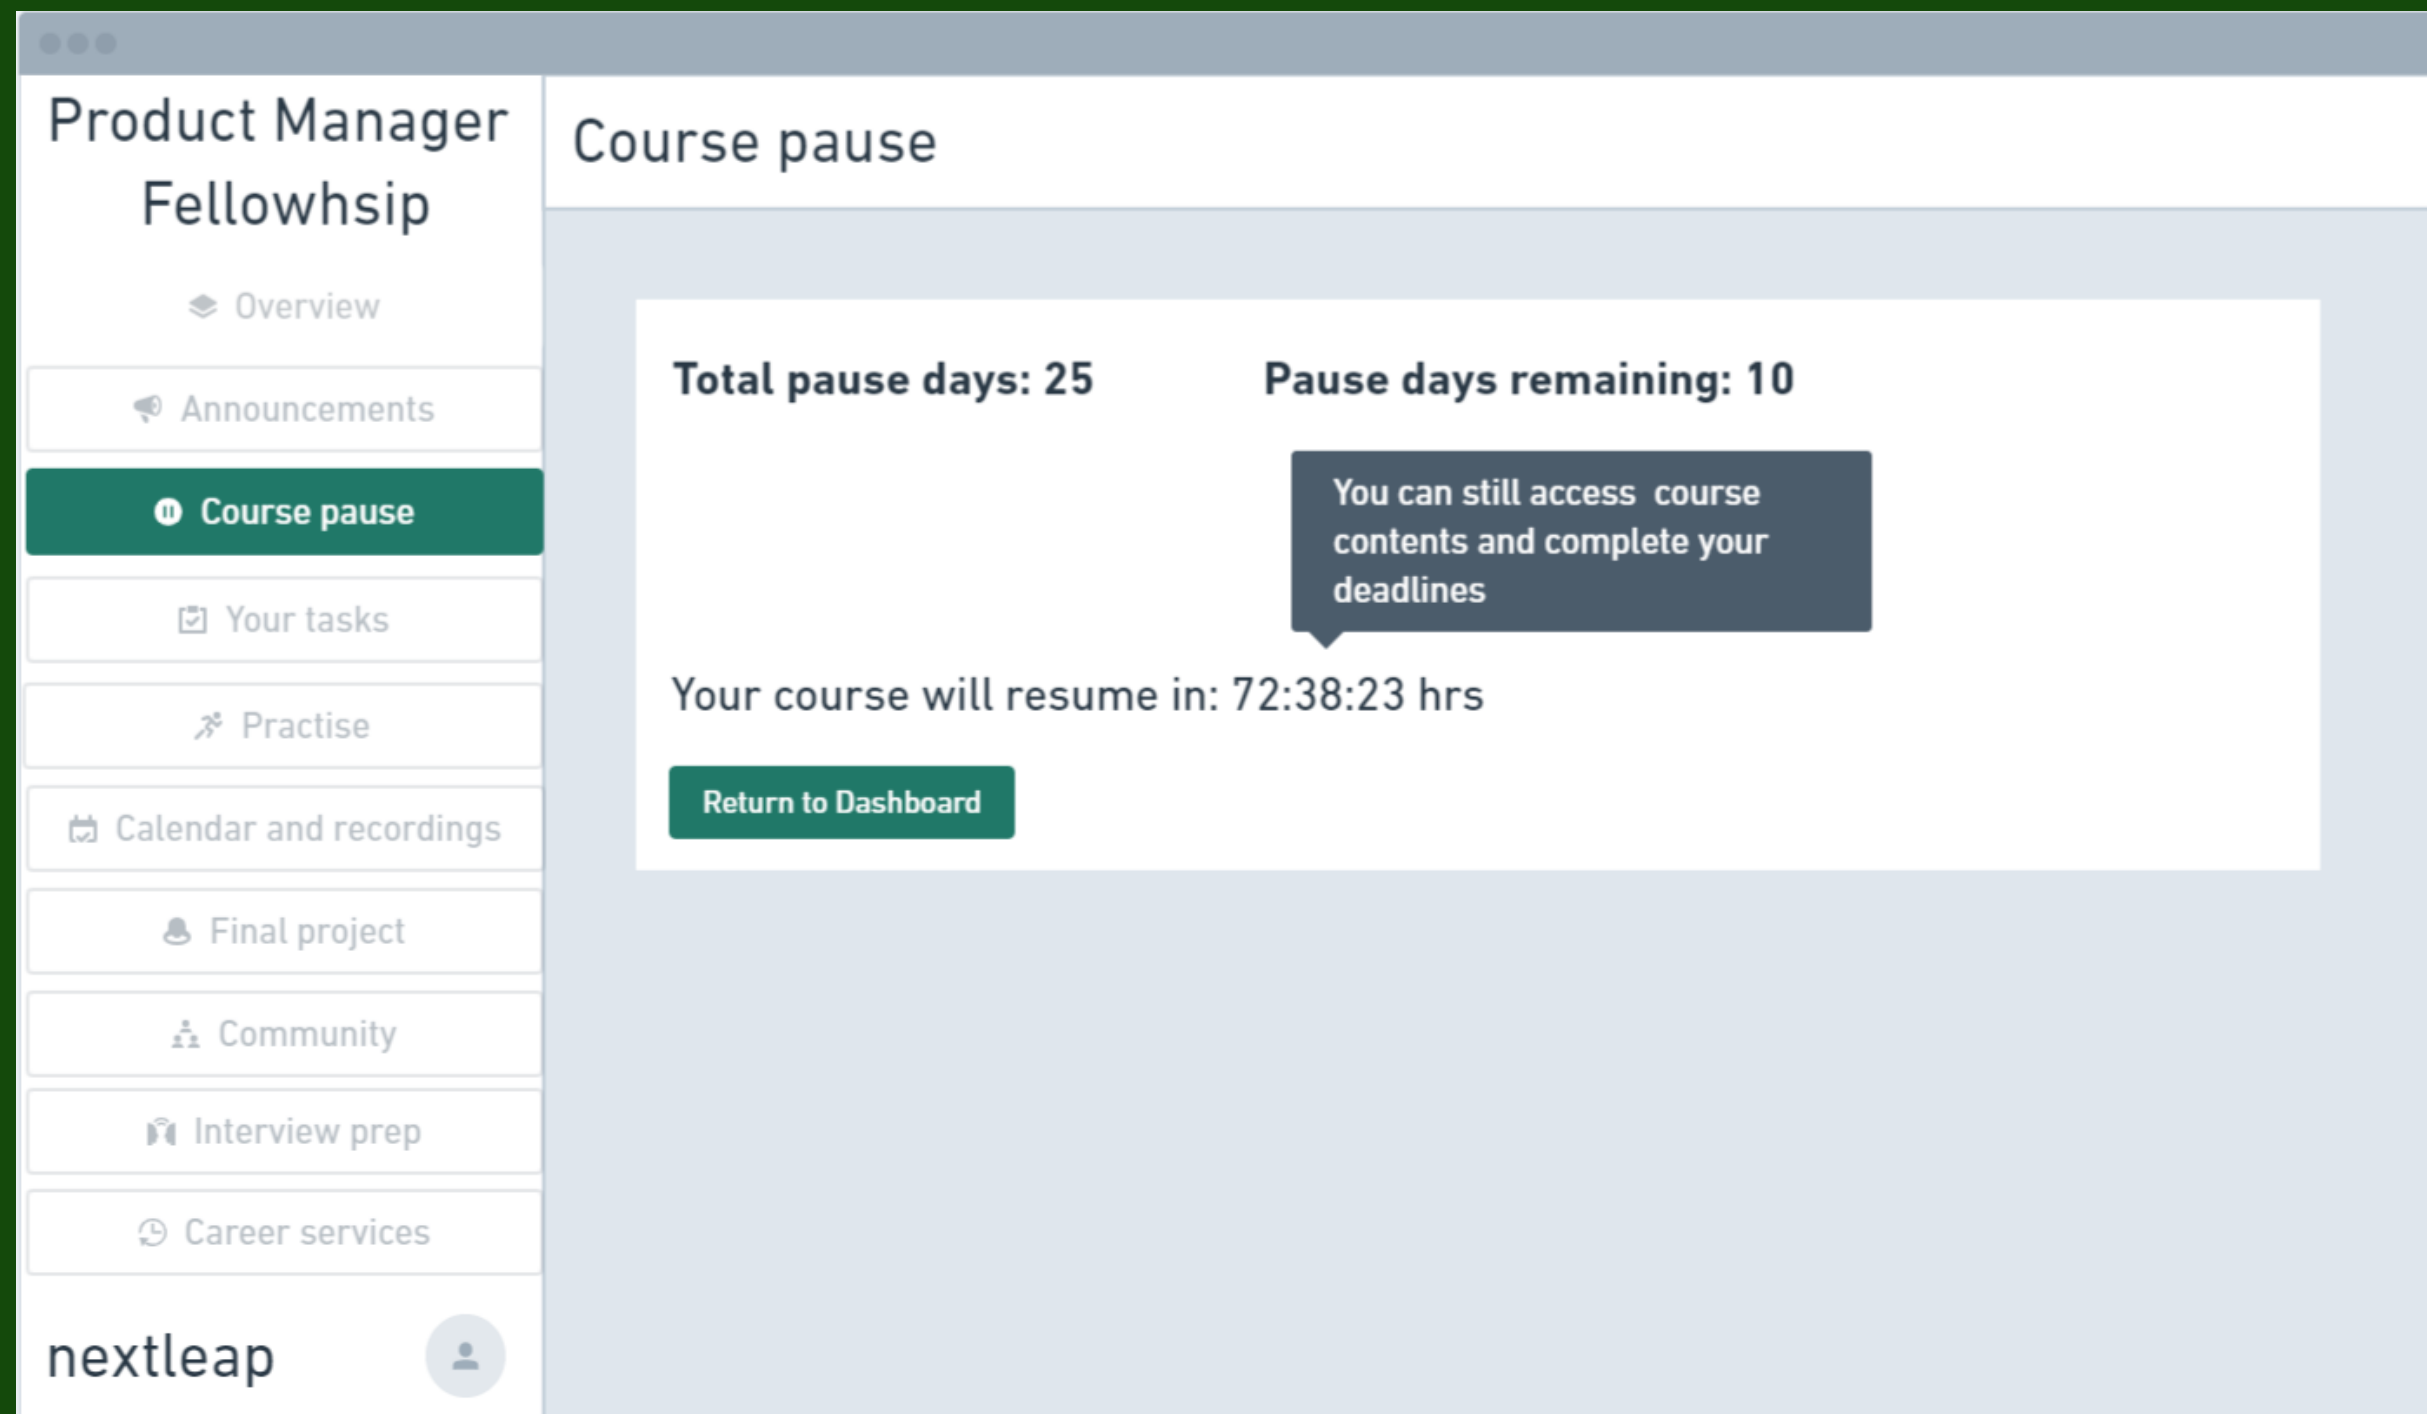 Product Manager
Fellowhsip
Overview
Announcements
Course pause
Your tasks
Practise
Calendar and recordings
Final project
Community
Interview prep
Career services
nextleap
Course pause
Total pause days: 25
Pause days remaining: 10
You can still access course
contents and complete your
deadlines
Your course will resume in: 72:38:23 hrs
Return to Dashboard